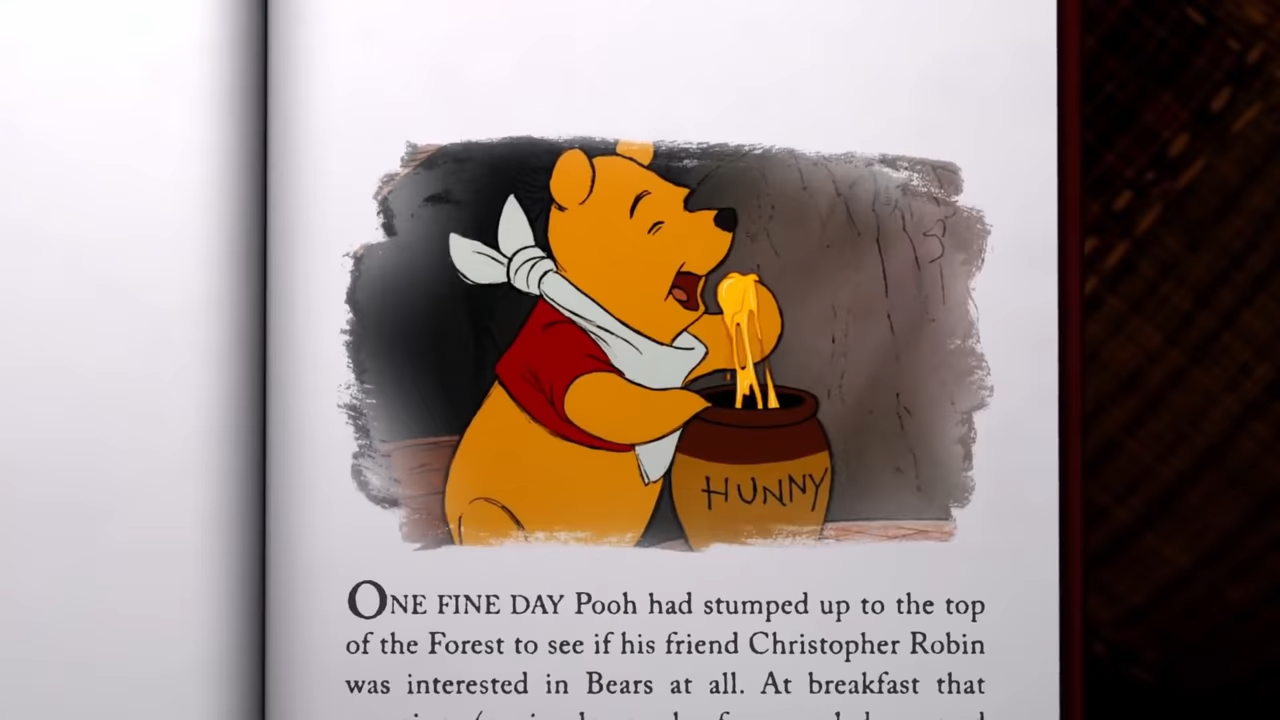 HUNNY
ONE FINE DAY Pooh had stumped up to the top
of the Forest to see if his friend Christopher Robin
was interested in Bears at all. At breakfast that